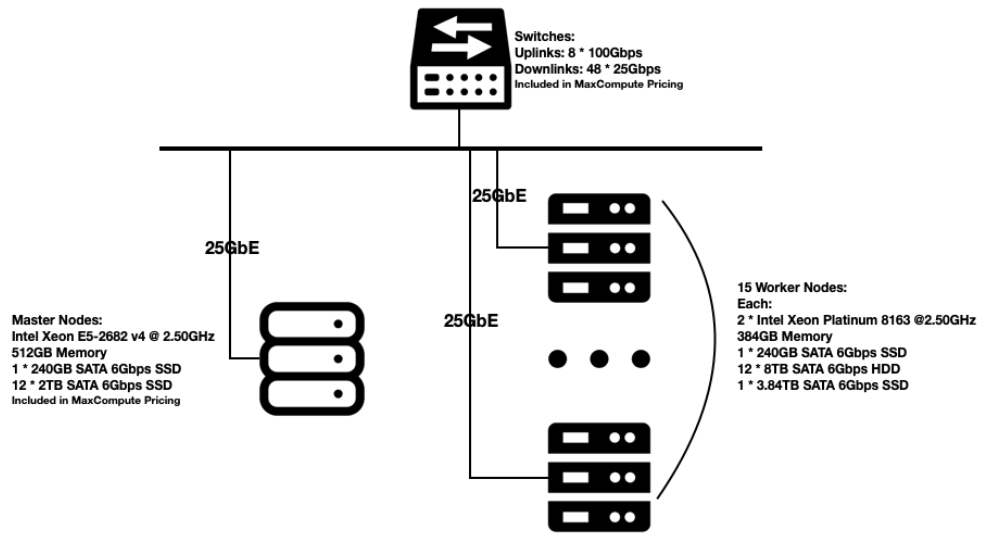 Switches:
Uplinks: 8 * 100Gbps
Downlinks: 48 * 25Gbps
Included in MaxCompute Pricing
25GbE
25GbE
25GbE
Master Nodes:
Intel Xeon E5-2682 v4 @ 2.50GHz
512GB Memory
1 * 240GB SATA 6Gbps SSD
12 * 2TB SATA 6Gbps SSD
Included in MaxCompute Pricing
15 Worker Nodes:
Each:
2 * Intel Xeon Platinum 8163 @2.50GHz
384GB Memory
1 * 240GB SATA 6Gbps SSD
12 * 8TB SATA 6Gbps HDD
1 * 3.84TB SATA 6Gbps SSD